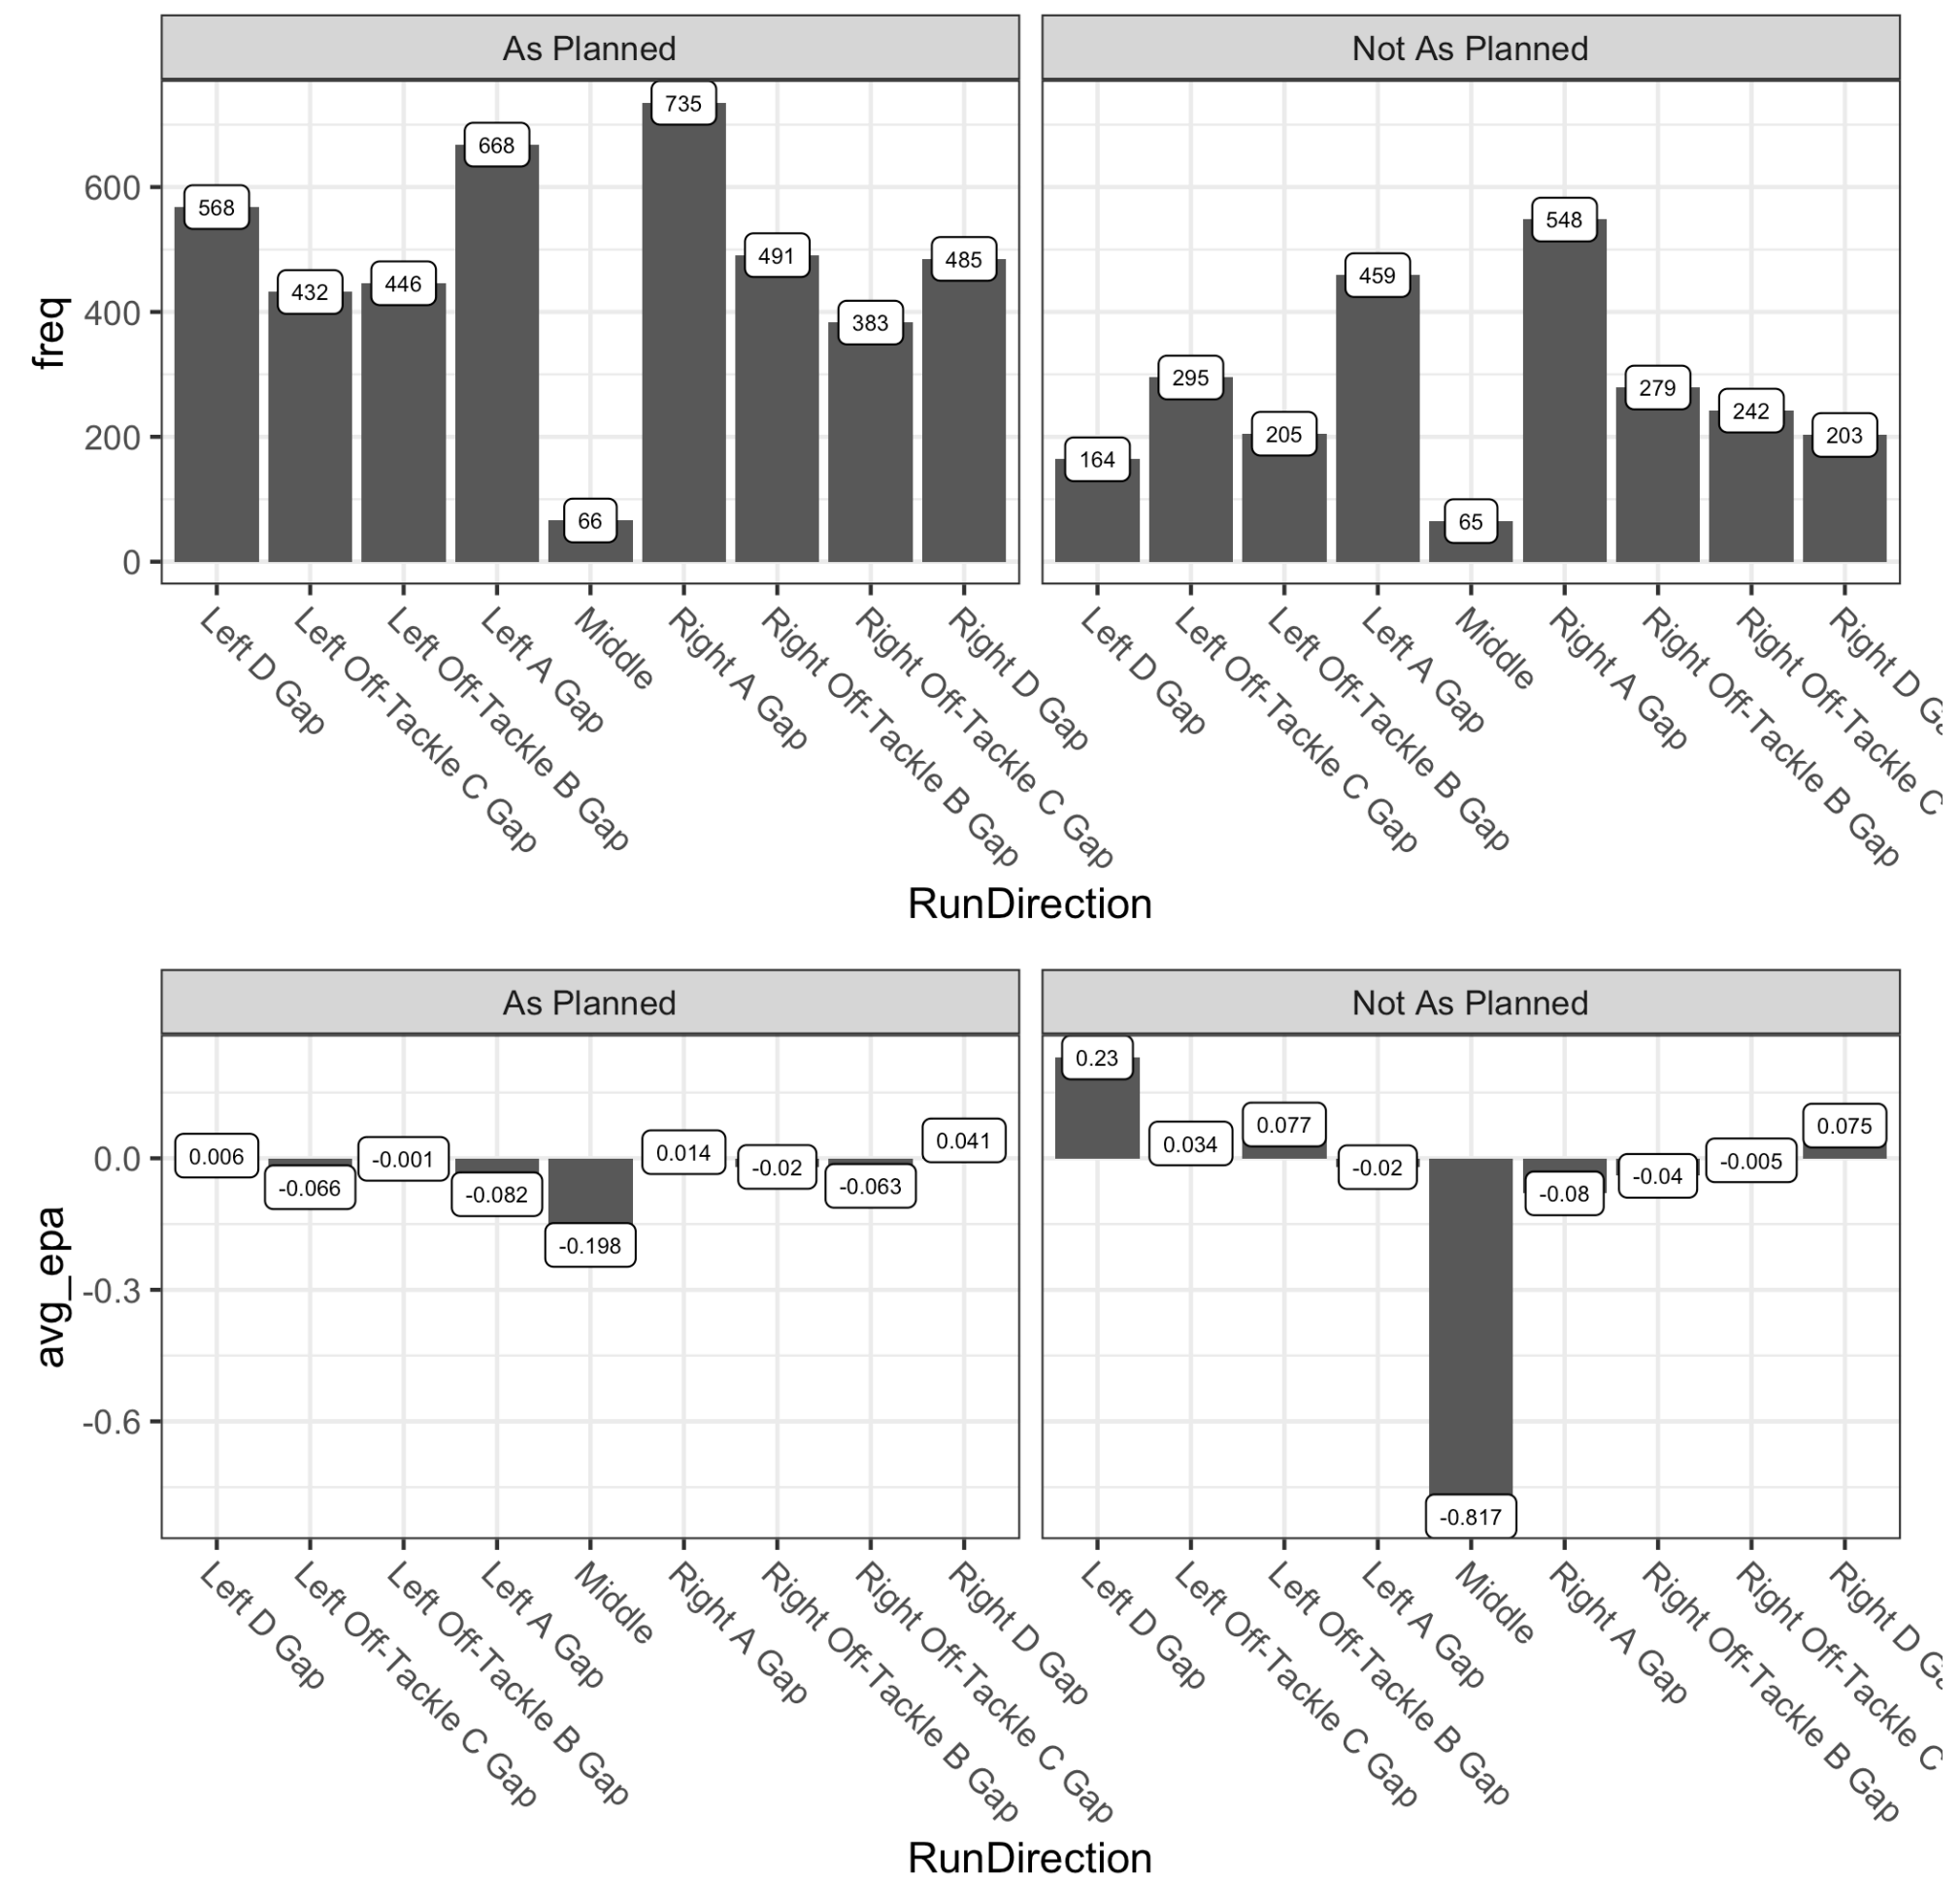 As Planned
Not As Planned
freq
600
400
200
0
568
432
446
668
66
735
491
383
485
164
295
205
459
65
548
279
242
203
Left D Gap
Left Off-Tackle C Gap
Left Off-Tackle B Gap
Left A Gap
Middle
Right A Gap
Right Off-Tackle B Gap
Right Off-Tackle C Gap
Right D Gap
Left D Gap
Left Off-Tackle C Gap
Left Off-Tackle B Gap
Left A Gap
Middle
Right A Gap
Right Off-Tackle B Gap
Right Off-Tackle C
Right D
RunDirection
As Planned
Not As Planned
avg_epa
0.0
-0.3
-0.6
0.006
-0.066
-0.001
-0.082
-0.198
0.014
-0.02
-0.063
0.041
0.23
0.034
0.077
-0.02
-0.817
-0.08
-0.04
-0.005
0.075
Left D Gap
Left Off-Tackle C Gap
Left Off-Tackle B Gap
Left A Gap
Middle
Right A Gap
Right Off-Tackle B Gap
Right Off-Tackle C Gap
Right D Gap
Left D Gap
Left Off-Tackle C Gap
Left Off-Tackle B Gap
Left A Gap
Middle
Right A Gap
Right Off-Tackle B Gap
Right Off-Tackle C
Right D
RunDirection